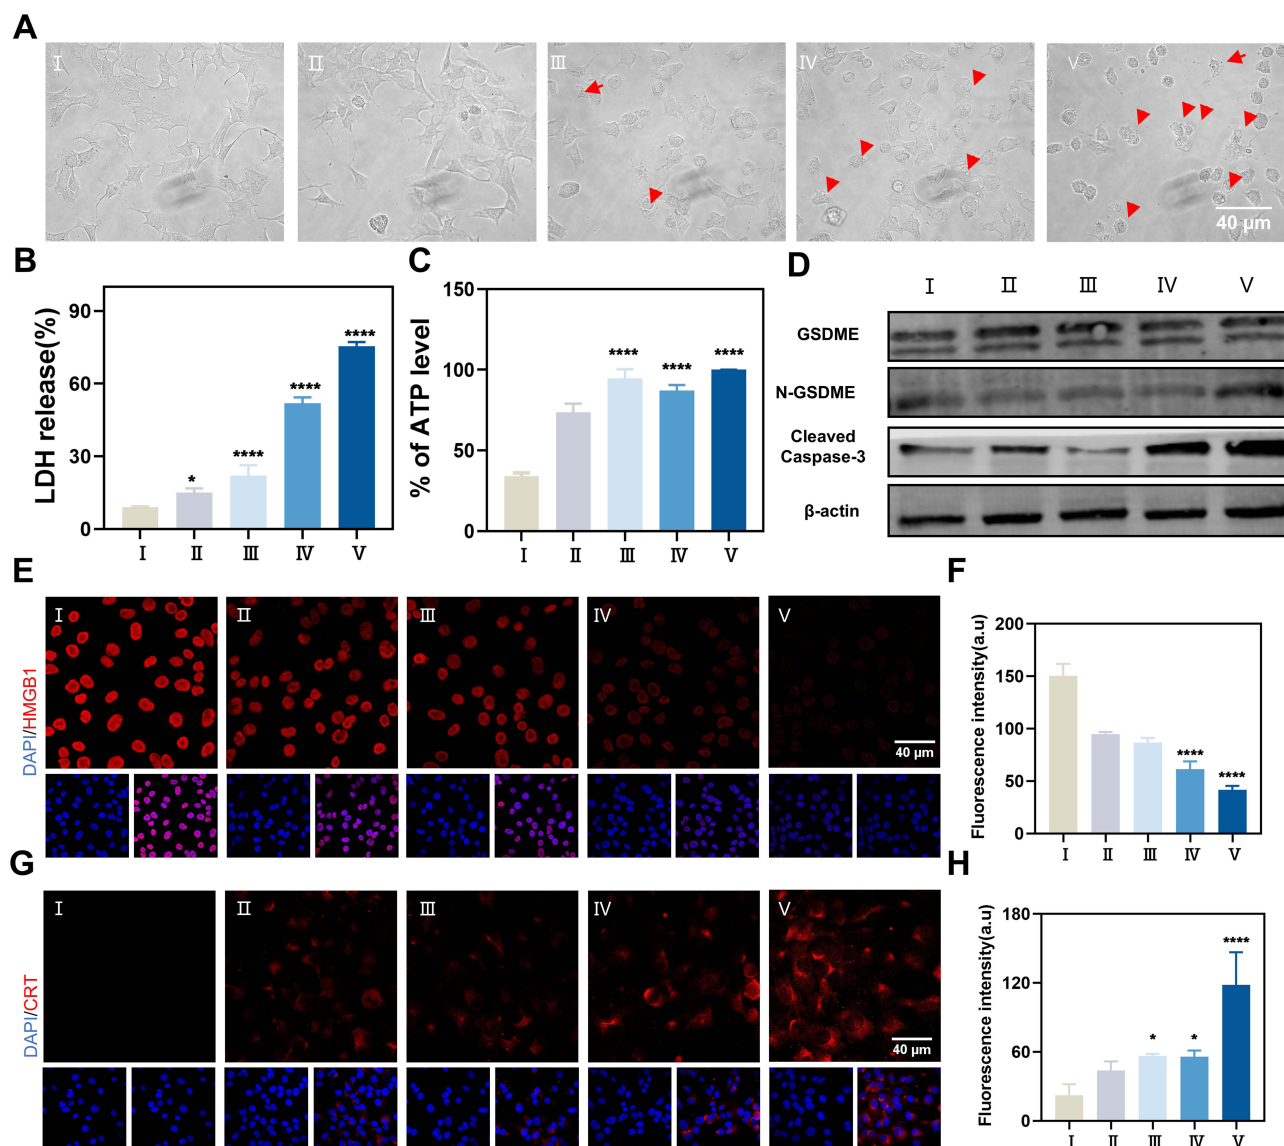 A
I
II
III
IV
V
40 μm
B
LDH release(%)
90
60
30
0
*
****
****
****
I
II
III
IV
V
C
% of ATP level
150
100
50
0
****
****
****
I
II
III
IV
V
D
I
II
III
IV
V
GSDME
N-GSDME
Cleaved
Caspase-3
β-actin
E
DAPI/HMGB1
I
II
III
IV
V
40 μm
F
Fluorescence intensity(a.u)
200
150
100
50
0
****
****
I
II
III
IV
V
G
DAPI/CRT
I
II
III
IV
V
40 μm
H
Fluorescence intensity(a.u)
180
120
60
0
*
*
****
I
II
III
IV
V